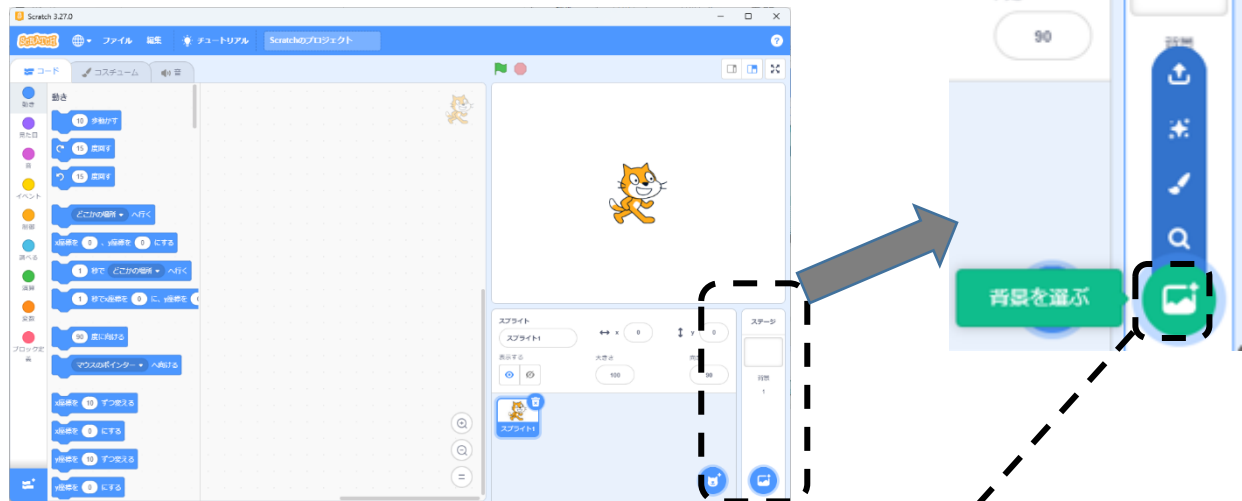 Scratch 3.27.0
SCRATCH
ファイル 編集 チュートリアル Scratchのプロジェクト
コード コスチューム 音
動き
動き
10 歩動かす
見た目
15 度回す
音
15 度回す
イベント
どこかの場所 へ行く
制御
x座標を 0 、y座標を 0 にする
調べる
1 秒で どこかの場所 へ行く
演算
1 秒でx座標を 0 に、y座標を
変数
90 度に向ける
ブロック定
義
マウスのポインター へ向ける
x座標を 10 ずつ変える
x座標を 0 にする
y座標を 10 ずつ変える
y座標を 0 にする
スプライト
スプライト1
x 0
y 0
表示する
大きさ
100
向き
90
スプライト1
ステージ
背景
1
90
背景を選ぶ